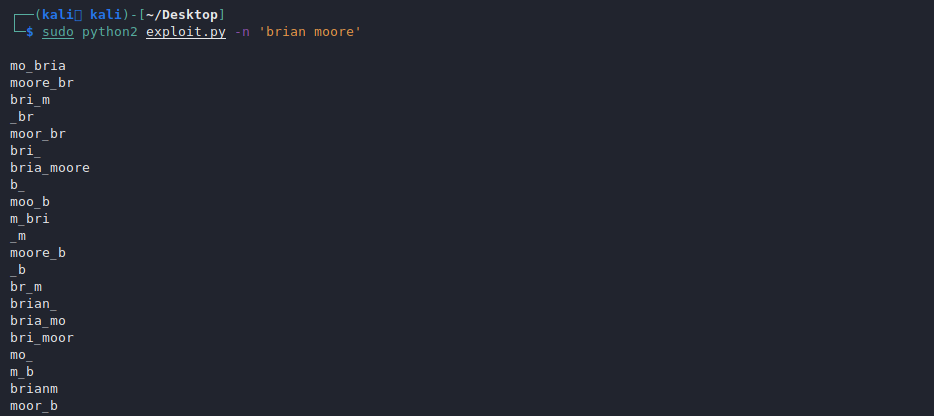 ┌──(kali kali)-[~/Desktop]
└─$ sudo python2 exploit.py -n 'brian moore'
mo_bria
moore_br
bri_m
_br
moor_br
bri_
bria_moore
b_
moo_b
m_bri
_m
moore_b
_b
br_m
brian_
bria_mo
bri_moor
mo_
m_b
brianm
moor_b